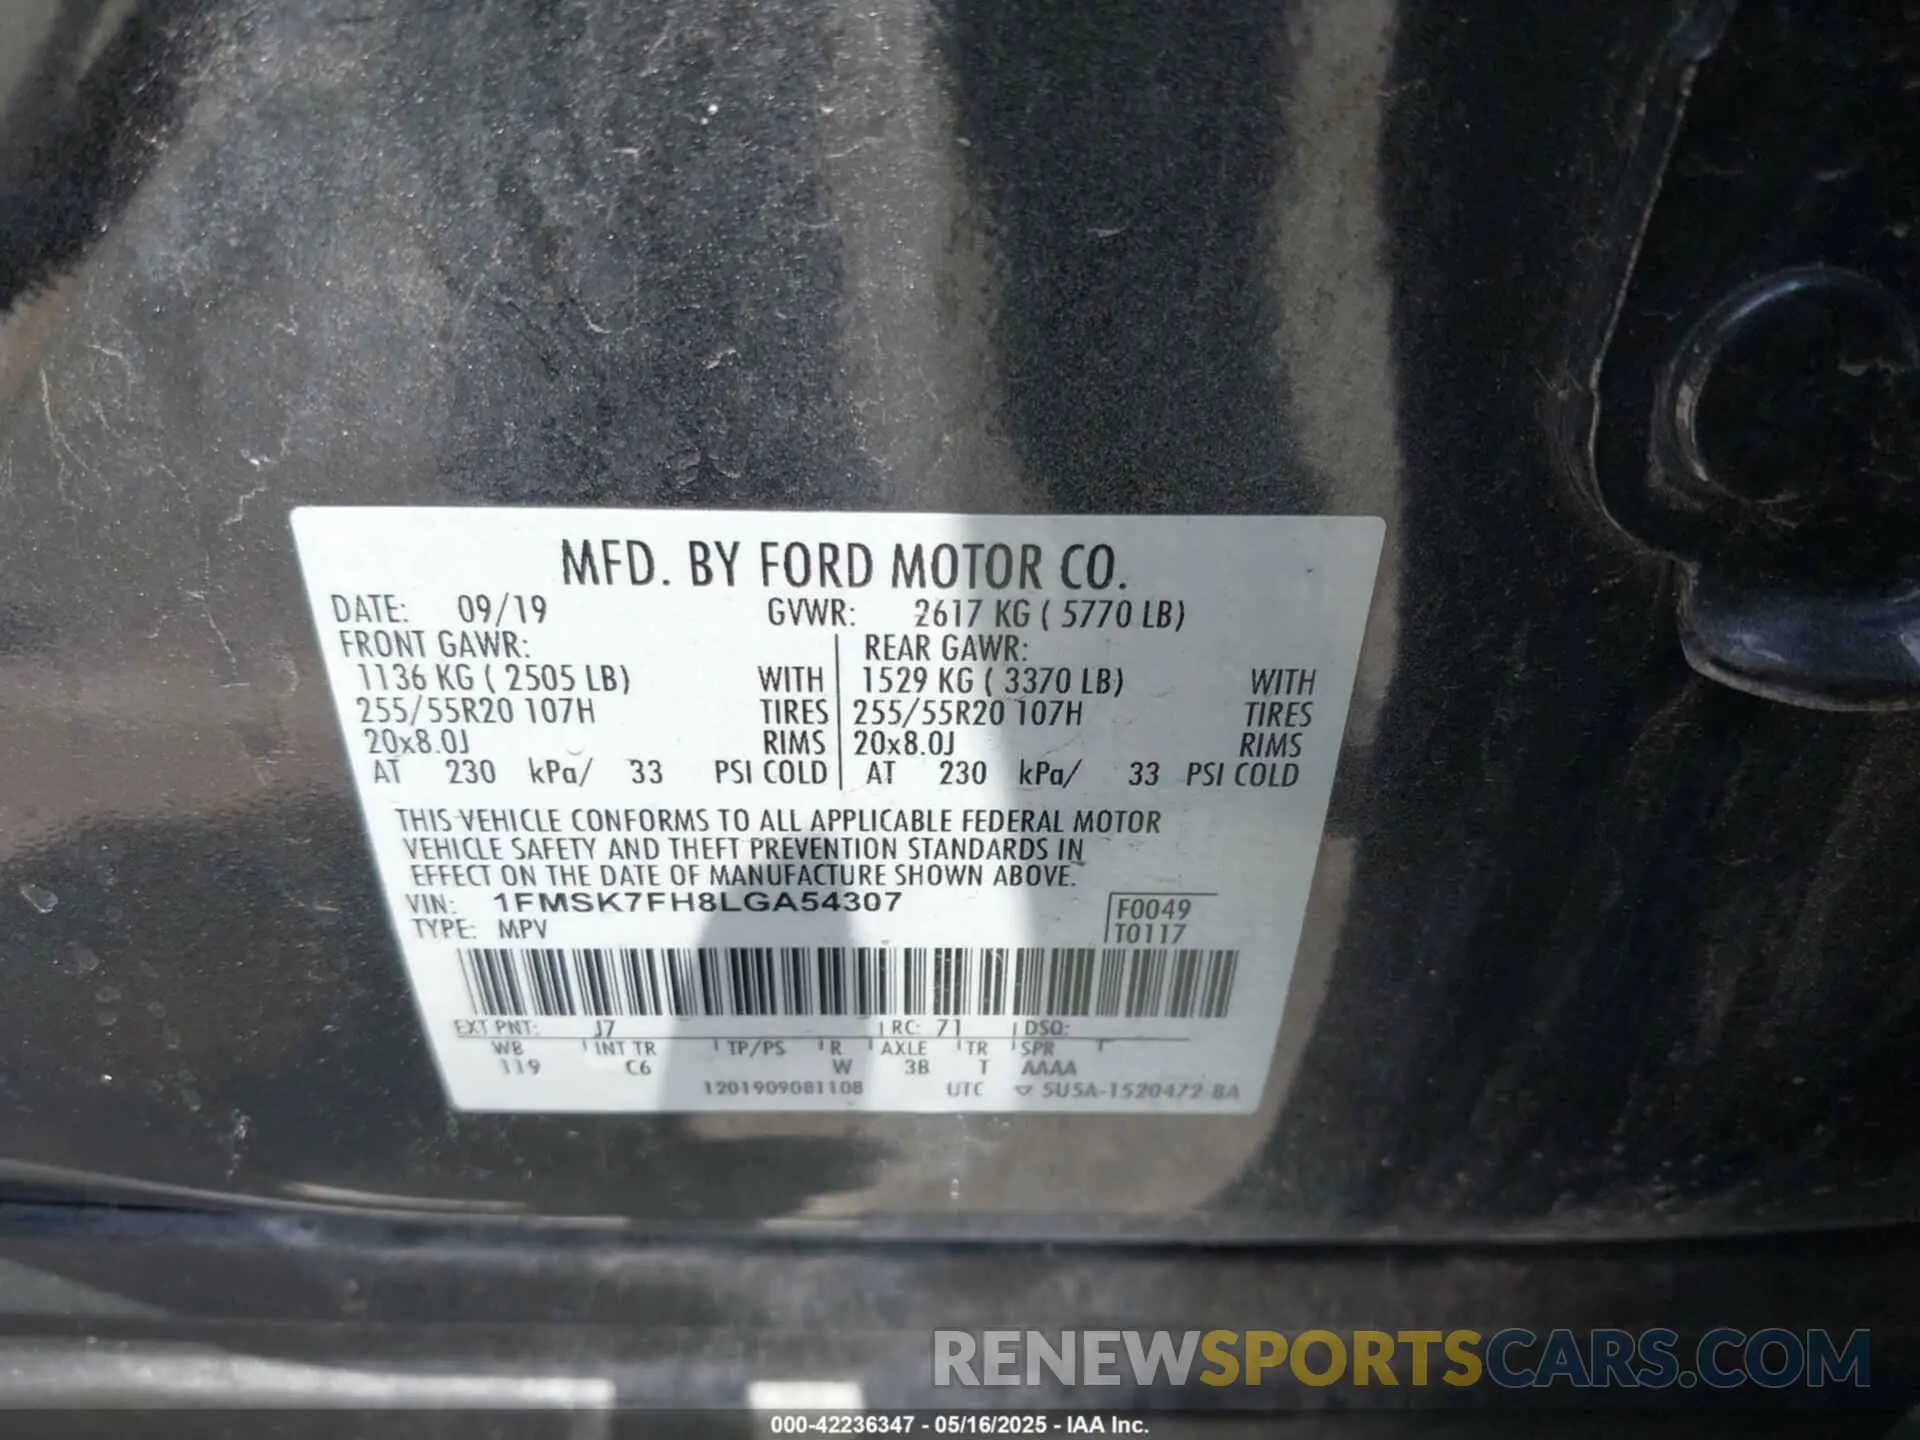 MFD. BY FORD MOTOR CO.
DATE: 09/19 GVWR: 2617 KG ( 5770 LB)
FRONT GAWR: REAR GAWR:
1136 KG ( 2505 LB) WITH 1529 KG ( 3370 LB) WITH
255/55R20 107H TIRES 255/55R20 107H TIRES
20x8.0J RIMS 20x8.0J RIMS
AT 230 kPa/ 33 PSI COLD AT 230 kPa/ 33 PSI COLD
THIS VEHICLE CONFORMS TO ALL APPLICABLE FEDERAL MOTOR
VEHICLE SAFETY AND THEFT PREVENTION STANDARDS IN
EFFECT ON THE DATE OF MANUFACTURE SHOWN ABOVE.
VIN: 1FMSK7FH8LGA54307 F0049
TYPE: MPV T0117
EXT PNT: J7 RC: 71 DSO:
WB INT TR TP/PS R AXLE TR SPR
119 C6 W 3B T AAAA
1201909081108 UTC ▽ 5U5A-1520472-BA
RENEWSPORTSCARS.COM
000-42236347 - 05/16/2025 - IAA Inc.